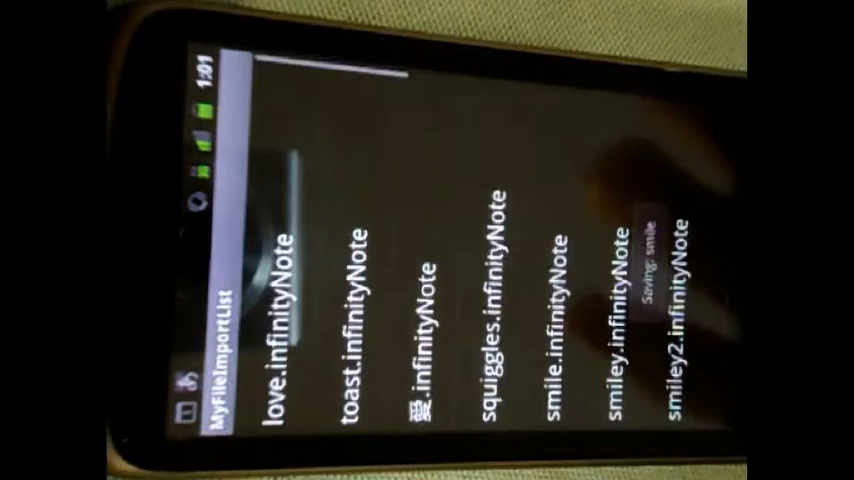 1:01
MyFileImportList
love.infinityNote
toast.infinityNote
愛.infinityNote
squiggles.infinityNote
smile.infinityNote
smiley.infinityNote
Saving: smile
smiley2.infinityNote